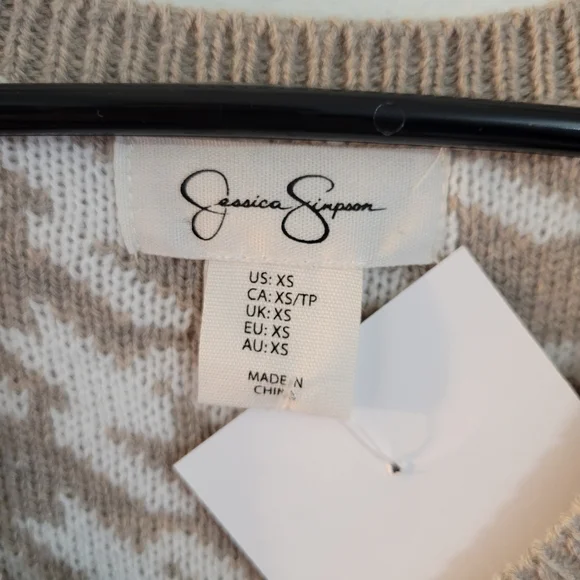 Jessica Simpson
US: XS
CA: XS/TP
UK: XS
EU: XS
AU: XS
MADE IN
CHINA